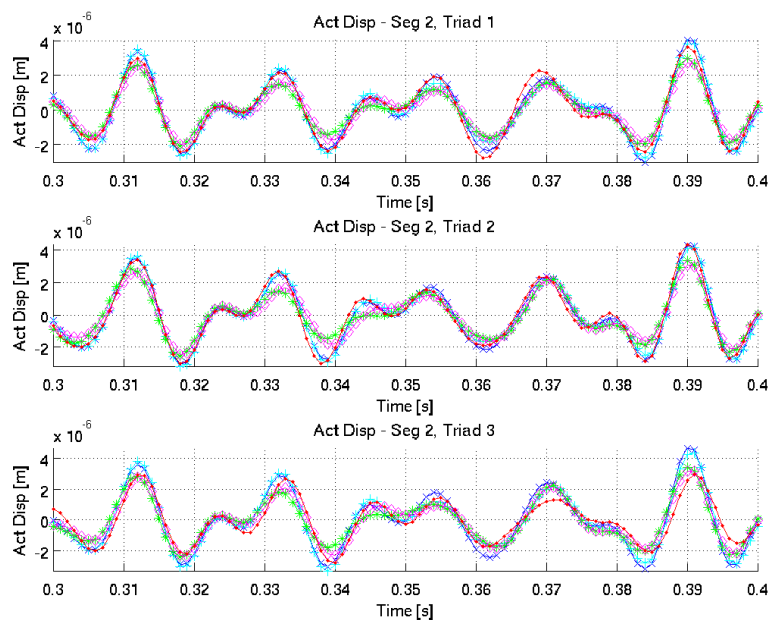 x 10^-6
Act Disp - Seg 2, Triad 1
Act Disp [m]
4
2
0
-2
0.3 0.31 0.32 0.33 0.34 0.35 0.36 0.37 0.38 0.39 0.4
Time [s]
x 10^-6
Act Disp - Seg 2, Triad 2
Act Disp [m]
4
2
0
-2
0.3 0.31 0.32 0.33 0.34 0.35 0.36 0.37 0.38 0.39 0.4
Time [s]
x 10^-6
Act Disp - Seg 2, Triad 3
Act Disp [m]
4
2
0
-2
0.3 0.31 0.32 0.33 0.34 0.35 0.36 0.37 0.38 0.39 0.4
Time [s]